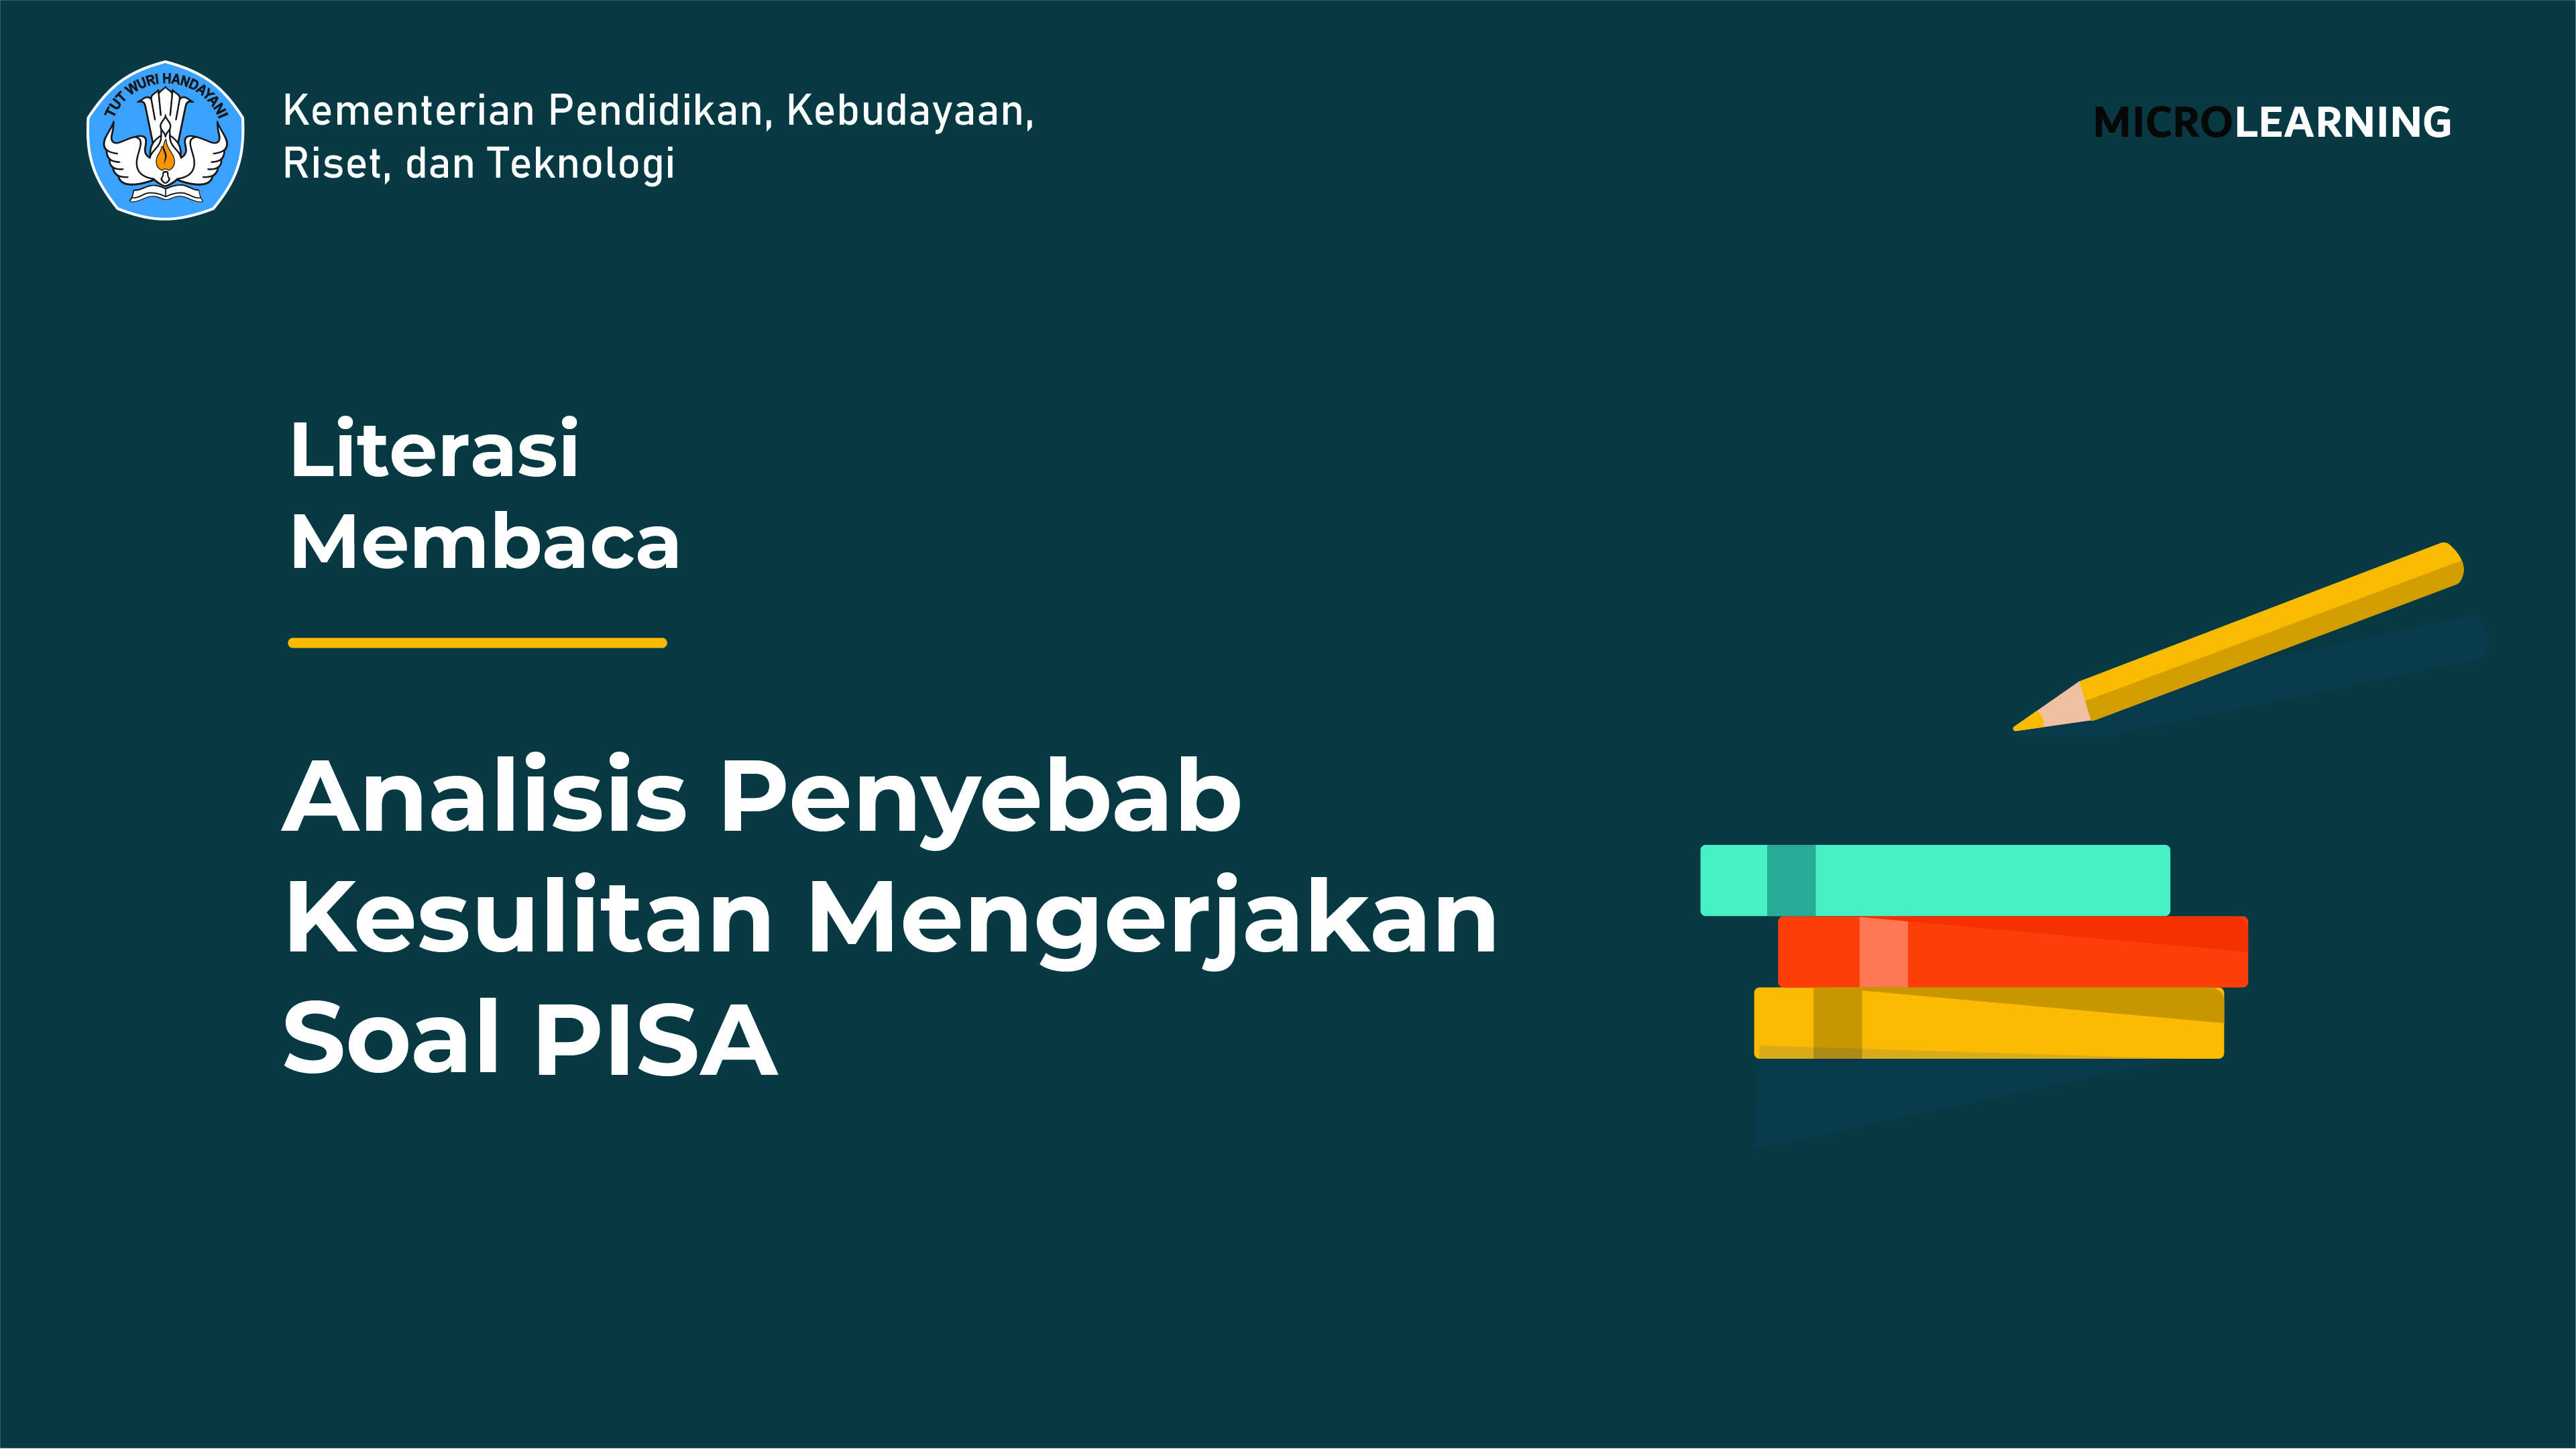 TUT WURI HANDAYANI
Kementerian Pendidikan, Kebudayaan,
Riset, dan Teknologi
MICROLEARNING
Literasi
Membaca
Analisis Penyebab
Kesulitan Mengerjakan
Soal PISA